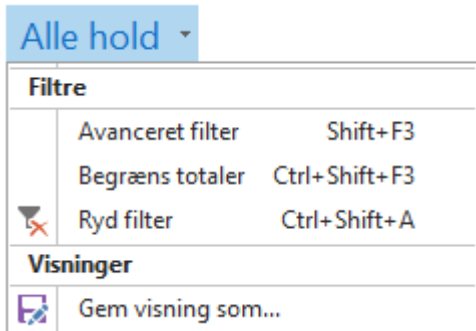 Alle hold
Filtre
Avanceret filter Shift+F3
Begræns totaler Ctrl+Shift+F3
Ryd filter Ctrl+Shift+A
Visninger
Gem visning som...